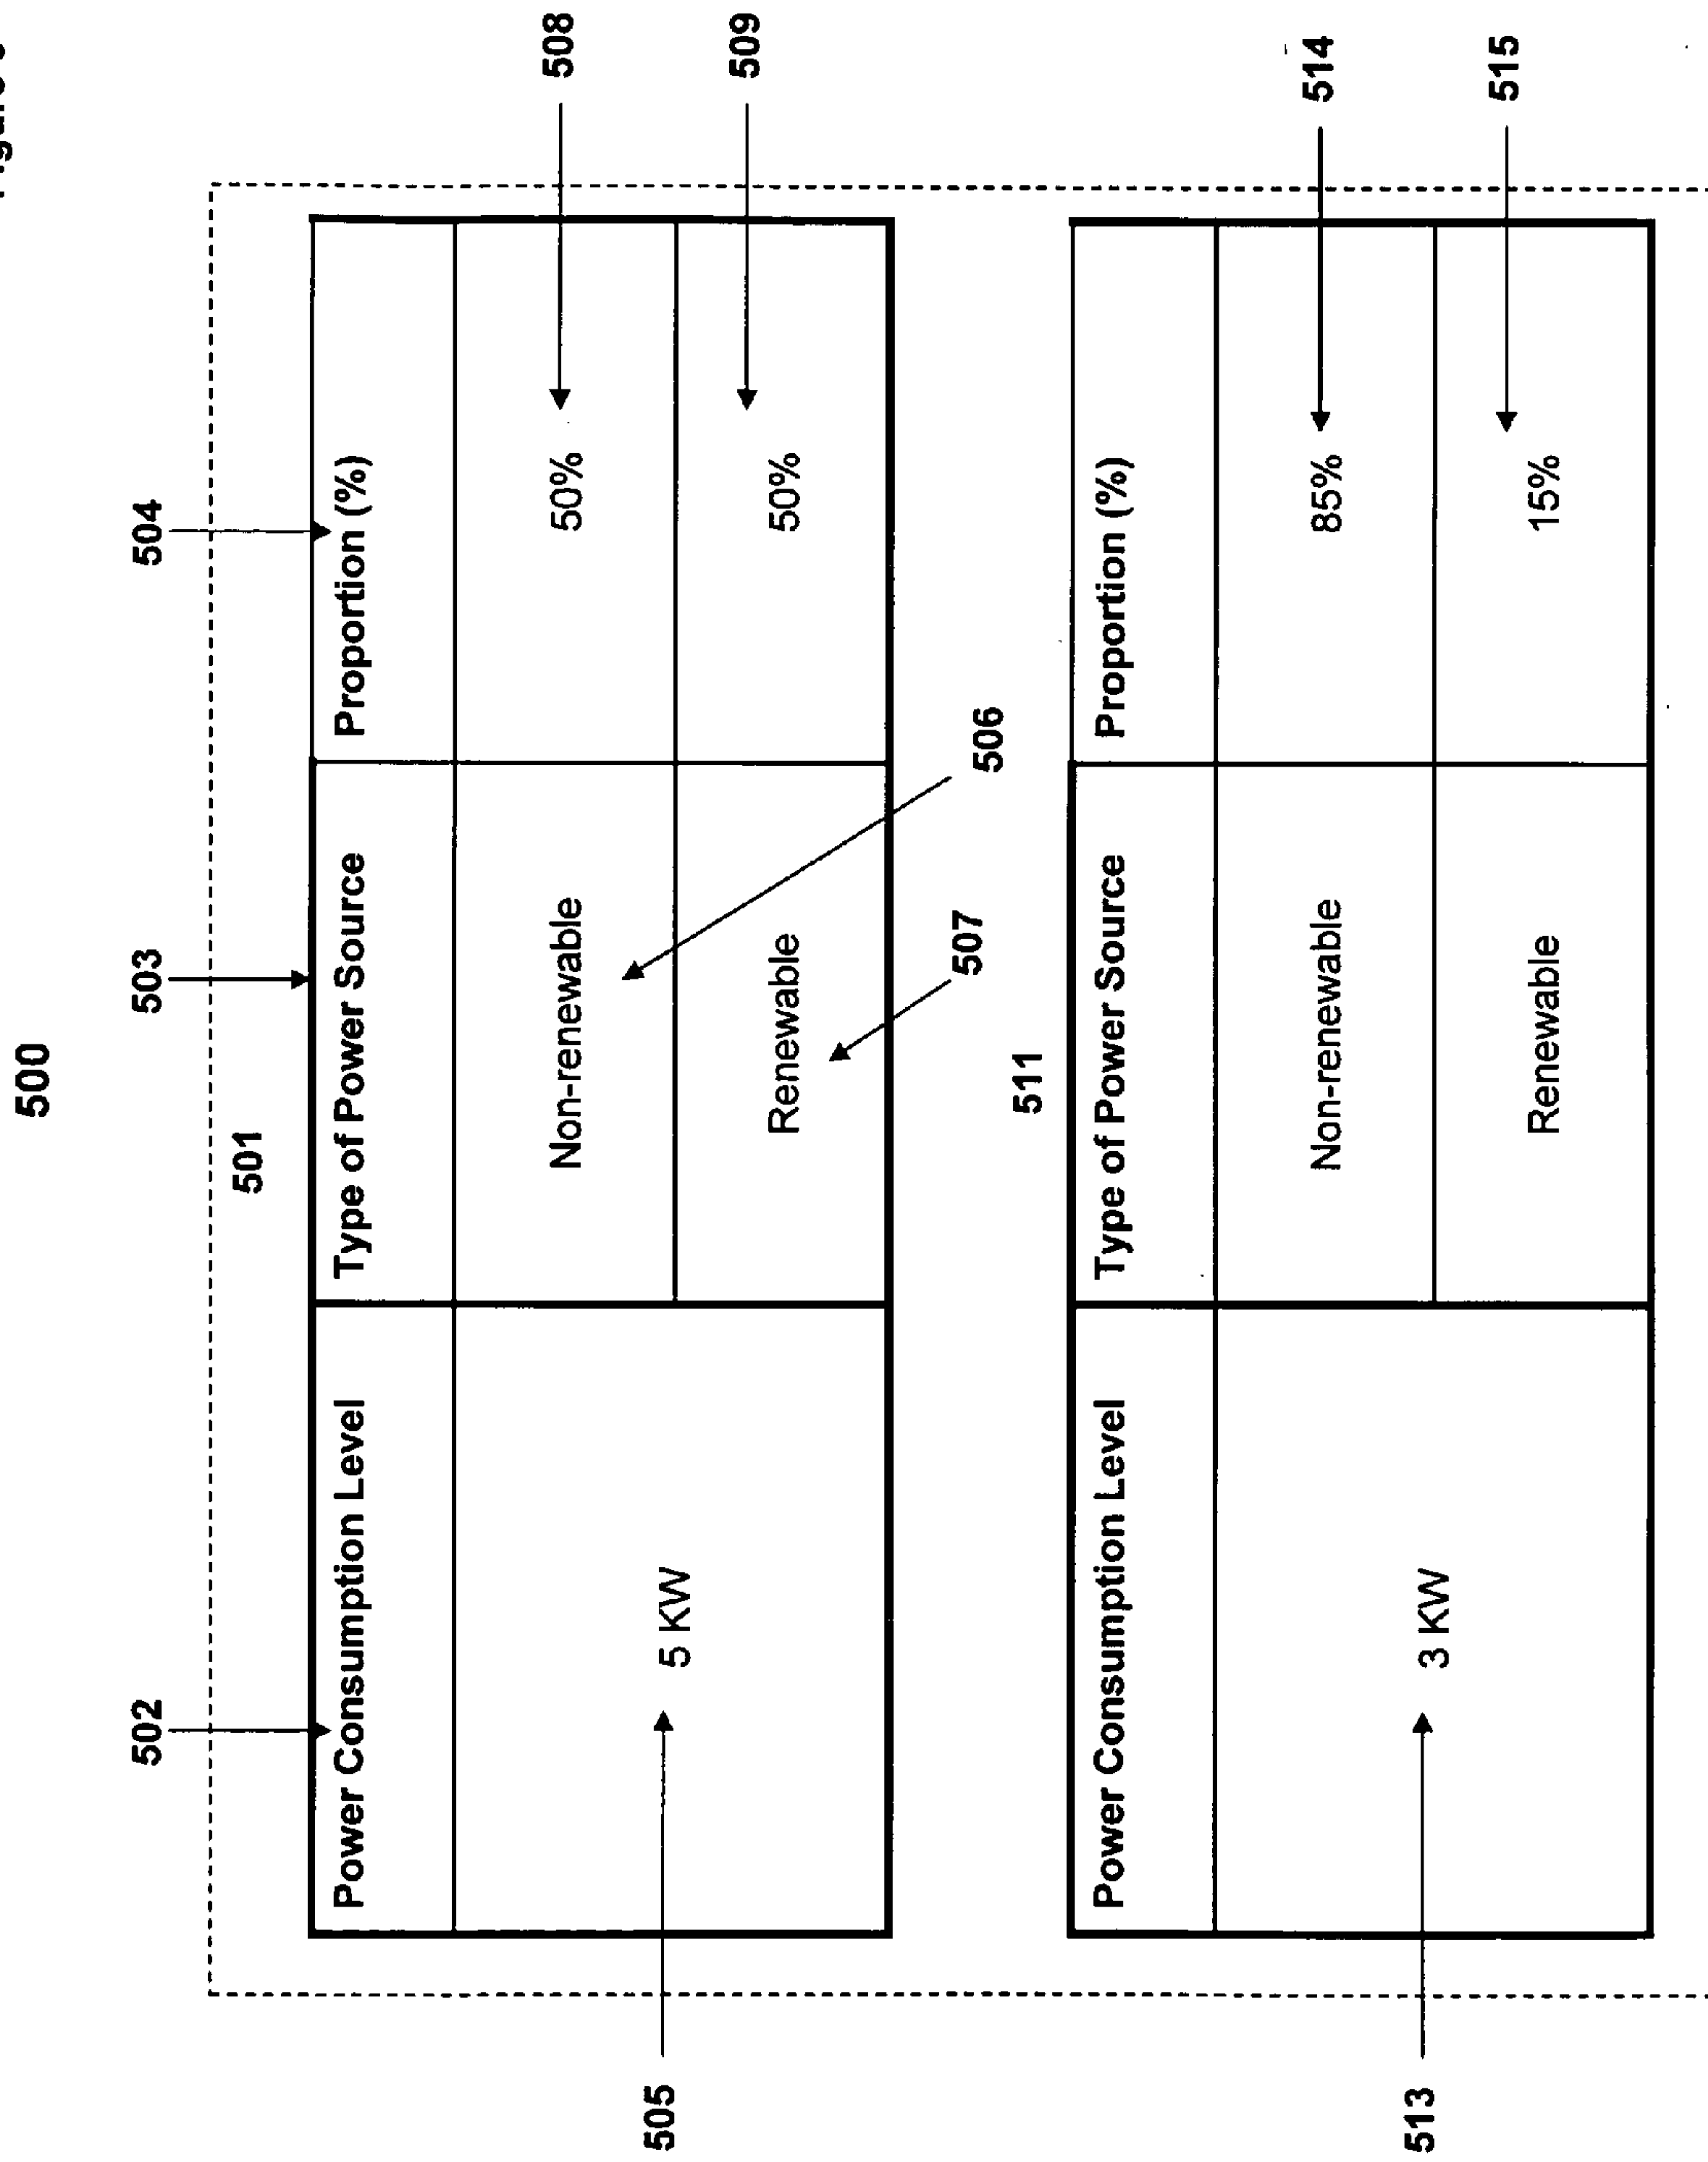 500
502
503
504
501
Power Consumption Level
Type of Power Source
Proportion (%)
505
5 KW
Non-renewable
50%
508
Renewable
50%
509
507
506
511
Power Consumption Level
Type of Power Source
Proportion (%)
513
3 KW
Non-renewable
85%
514
Renewable
15%
515